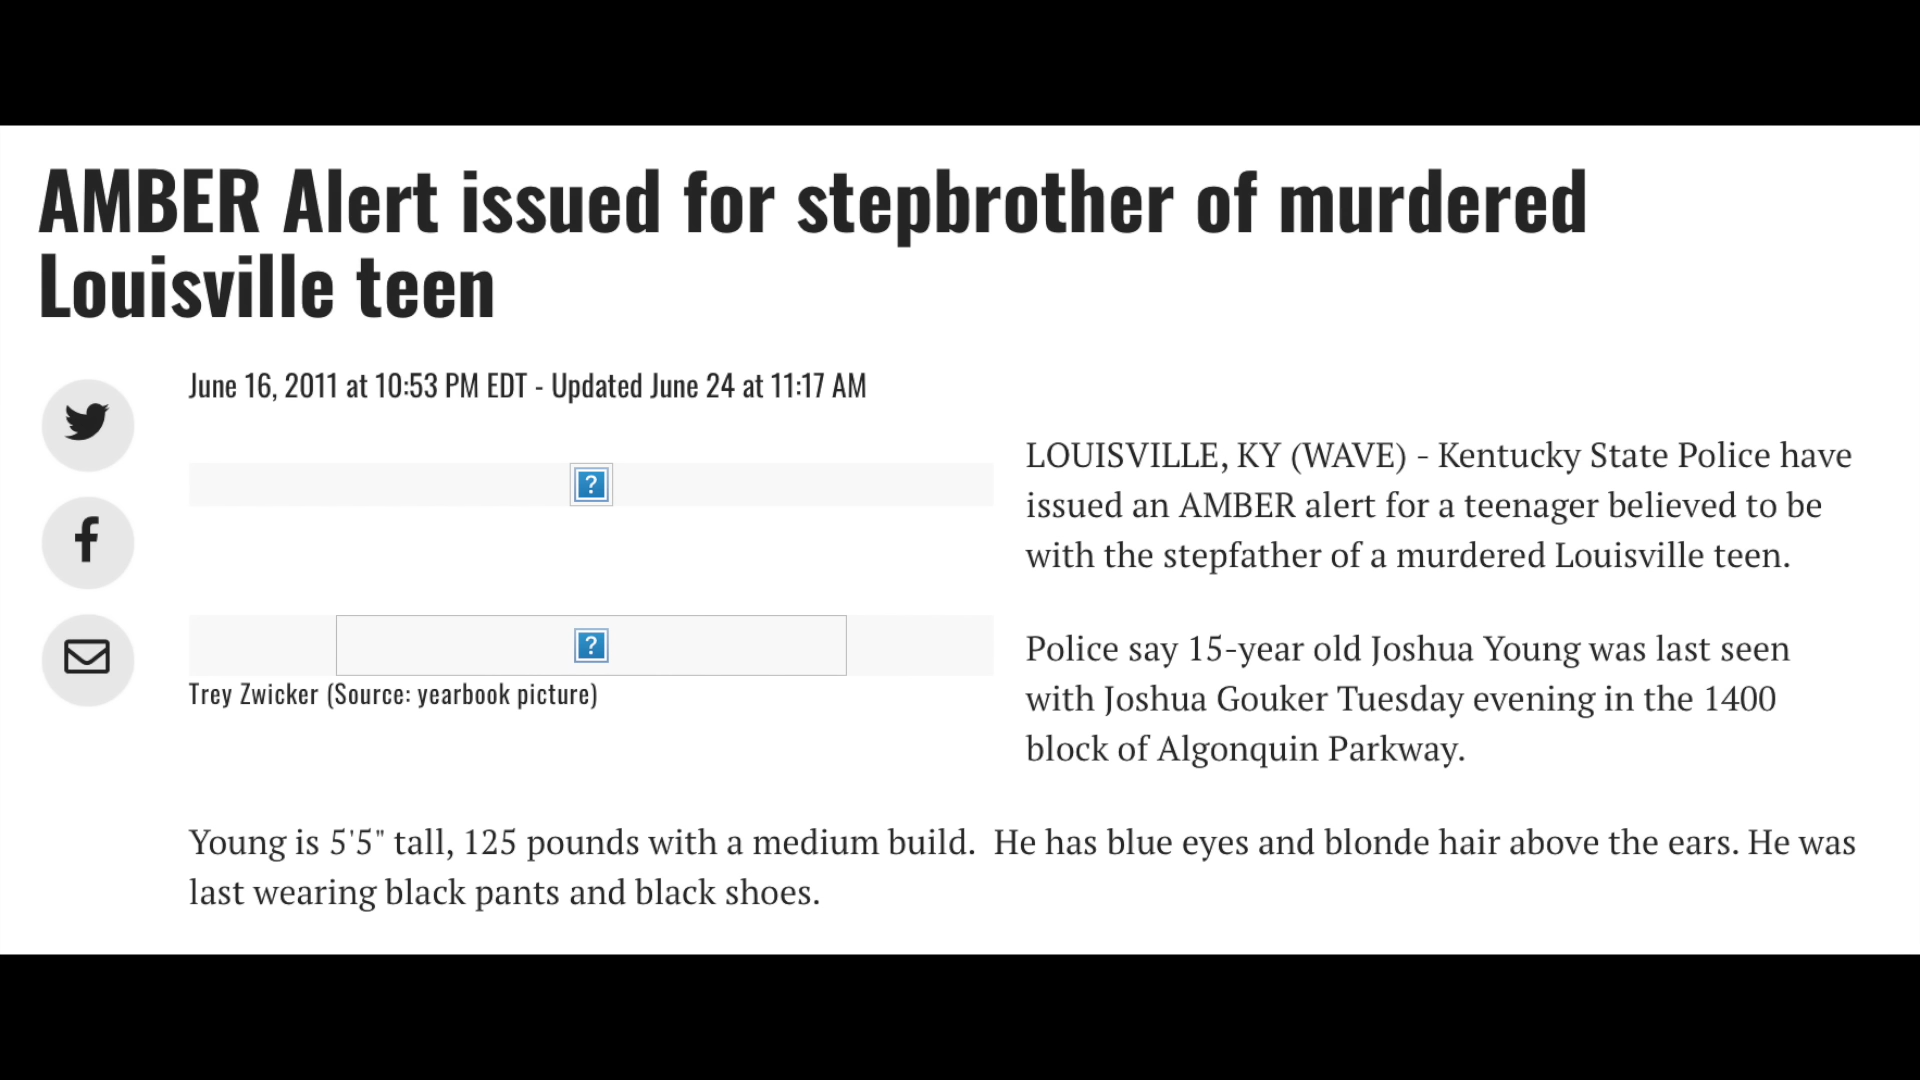 AMBER Alert issued for stepbrother of murdered
Louisville teen
June 16, 2011 at 10:53 PM EDT - Updated June 24 at 11:17 AM
Trey Zwicker (Source: yearbook picture)
LOUISVILLE, KY (WAVE) - Kentucky State Police have
issued an AMBER alert for a teenager believed to be
with the stepfather of a murdered Louisville teen.
Police say 15-year old Joshua Young was last seen
with Joshua Gouker Tuesday evening in the 1400
block of Algonquin Parkway.
Young is 5'5" tall, 125 pounds with a medium build.  He has blue eyes and blonde hair above the ears. He was
last wearing black pants and black shoes.